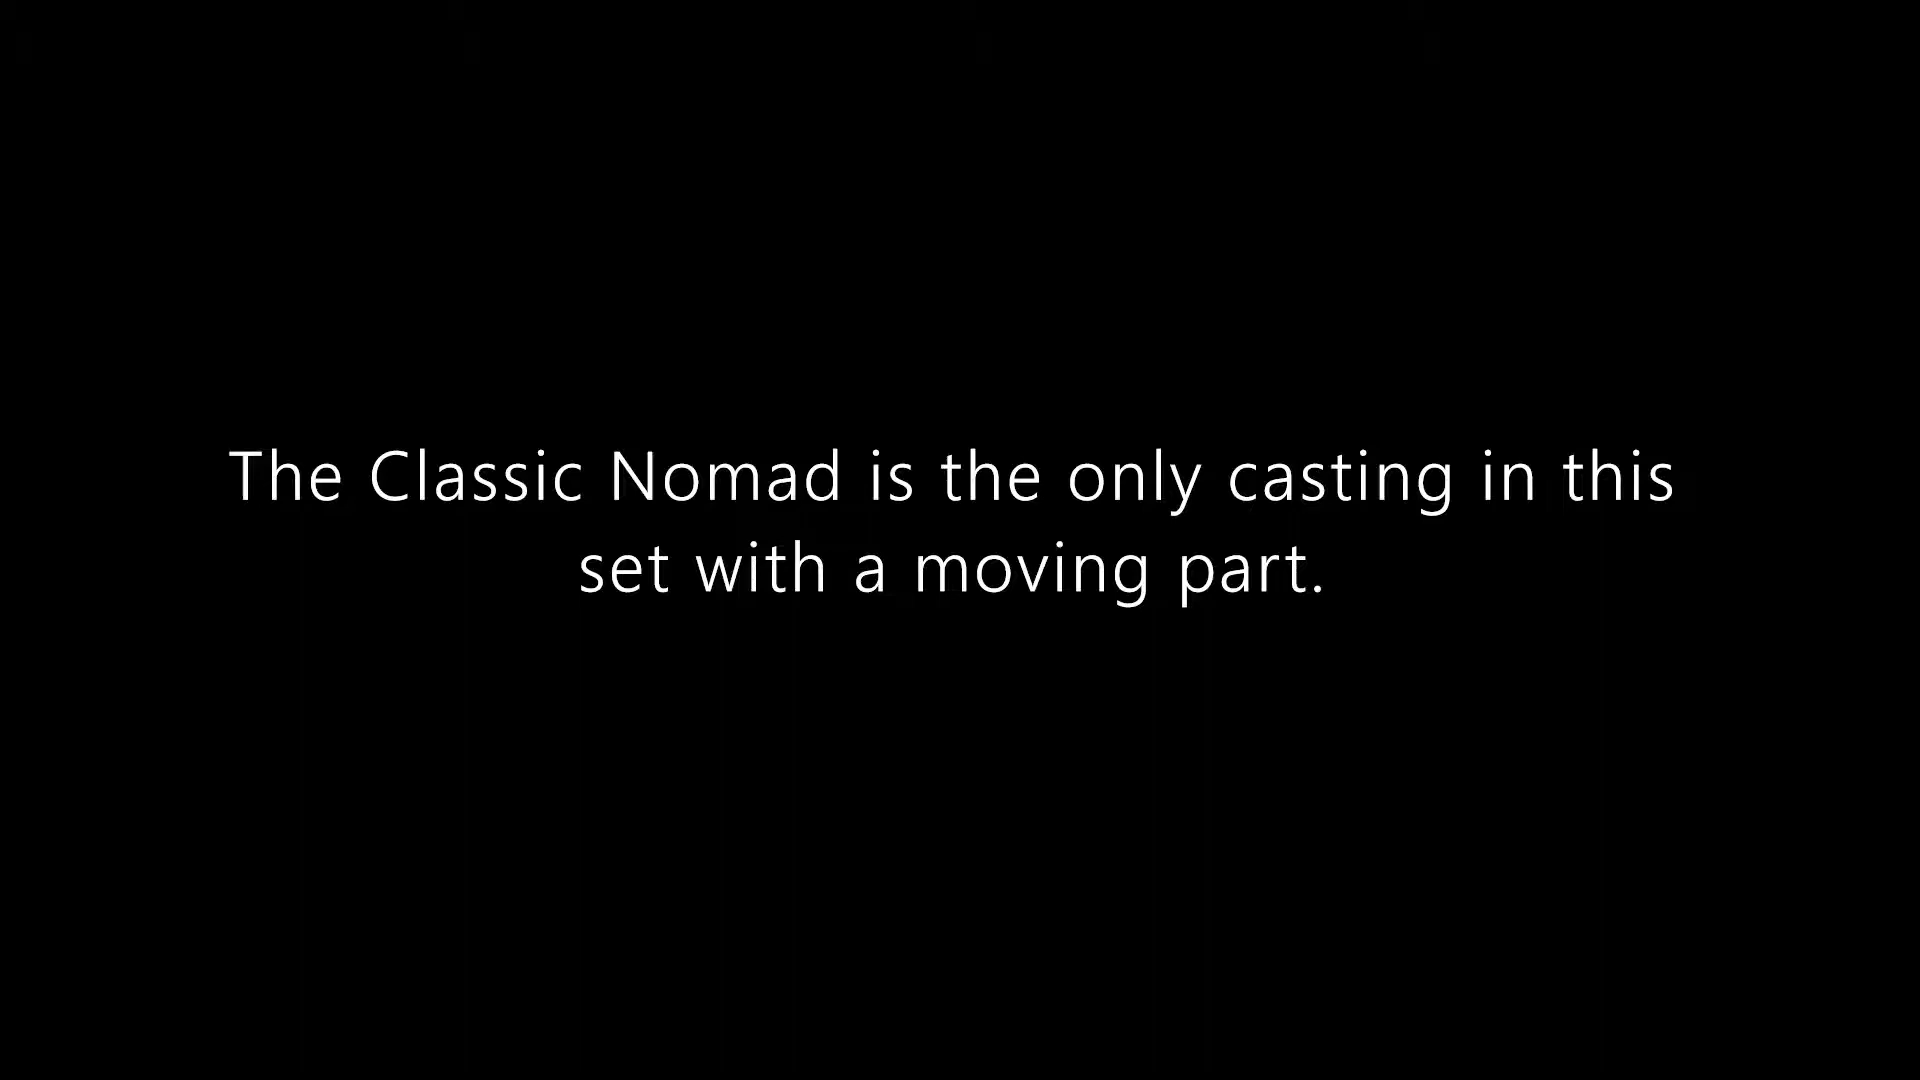 The Classic Nomad is the only casting in this
set with a moving part.